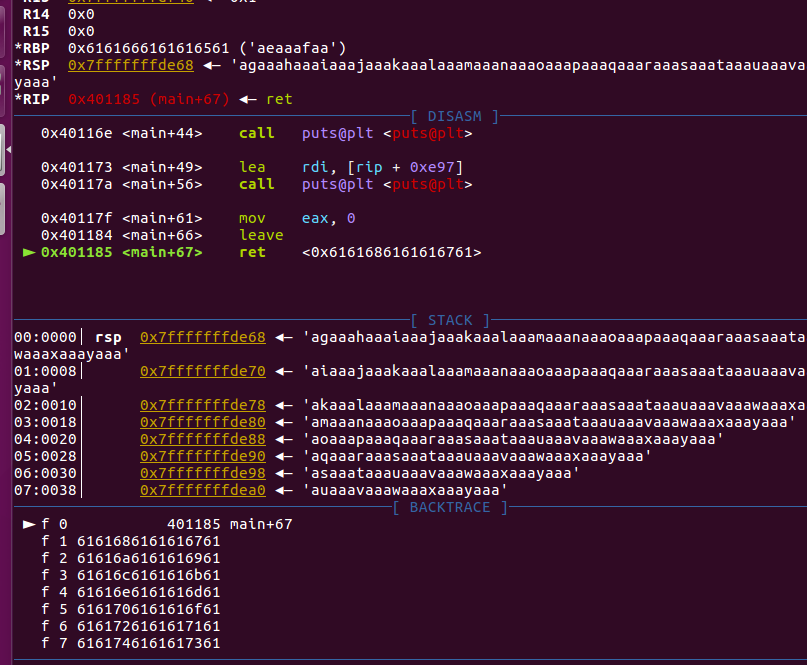 R14  0x0
R15  0x0
*RBP  0x6161666161616561 ('aeaaafaa')
*RSP  0x7fffffffde68 ◂— 'agaaahaaaiaaajaaakaaalaaamaaanaaaoaaapaaaqaaaraaasaaataaauaaava
yaaa'
*RIP  0x401185 (main+67) ◂— ret
[ DISASM ]
0x40116e <main+44>    call   puts@plt <puts@plt>
0x401173 <main+49>    lea    rdi, [rip + 0xe97]
0x40117a <main+56>    call   puts@plt <puts@plt>
0x40117f <main+61>    mov    eax, 0
0x401184 <main+66>    leave
► 0x401185 <main+67>    ret    <0x6161686161616761>
[ STACK ]
00:0000│ rsp  0x7fffffffde68 ◂— 'agaaahaaaiaaajaaakaaalaaamaaanaaaoaaapaaaqaaaraaasaaata
waaaxaaayaaa'
01:0008│      0x7fffffffde70 ◂— 'aiaaajaaakaaalaaamaaanaaaoaaapaaaqaaaraaasaaataaauaaava
yaaa'
02:0010│      0x7fffffffde78 ◂— 'akaaalaaamaaanaaaoaaapaaaqaaaraaasaaataaauaaavaaawaaaxa
03:0018│      0x7fffffffde80 ◂— 'amaaanaaaoaaapaaaqaaaraaasaaataaauaaavaaawaaaxaaayaaa'
04:0020│      0x7fffffffde88 ◂— 'aoaaapaaaqaaaraaasaaataaauaaavaaawaaaxaaayaaa'
05:0028│      0x7fffffffde90 ◂— 'aqaaaraaasaaataaauaaavaaawaaaxaaayaaa'
06:0030│      0x7fffffffde98 ◂— 'asaaataaauaaavaaawaaaxaaayaaa'
07:0038│      0x7fffffffdea0 ◂— 'auaaavaaawaaaxaaayaaa'
[ BACKTRACE ]
► f 0           401185 main+67
f 1 6161686161616761
f 2 61616a6161616961
f 3 61616c6161616b61
f 4 61616e6161616d61
f 5 6161706161616f61
f 6 6161726161617161
f 7 6161746161617361